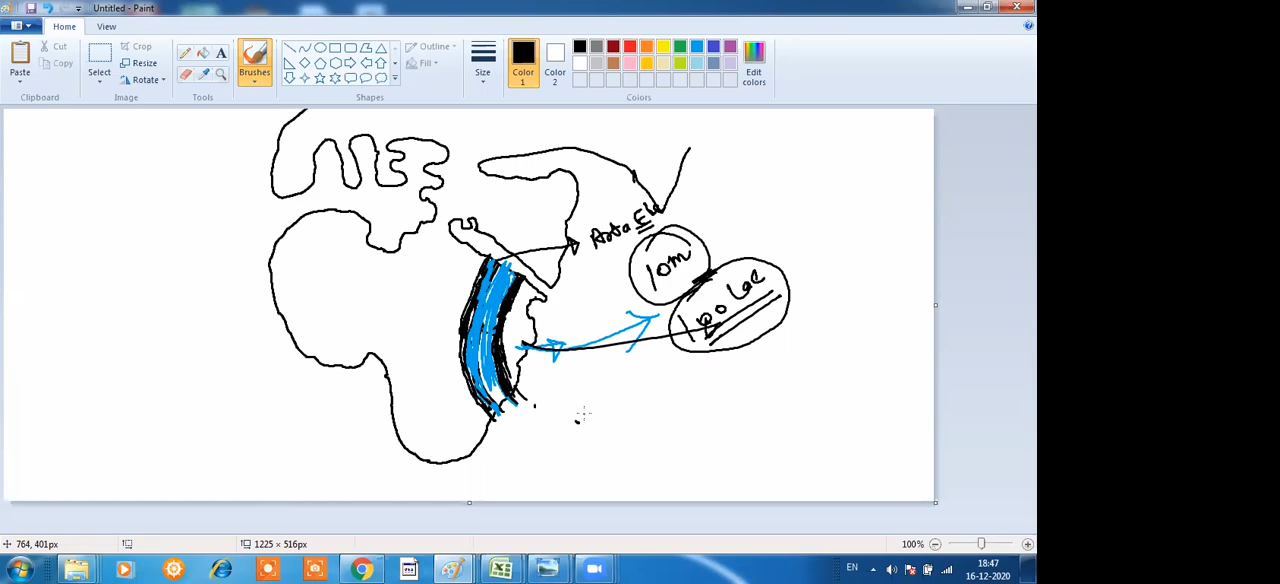 Untitled - Paint
Home
View
Paste
Cut
Copy
Clipboard
Select
Crop
Resize
Rotate
Image
Tools
Brushes
Shapes
Outline
Fill
Size
Color
1
Color
2
Edit
colors
Colors
10m
100 Lac
764, 401px
1225 × 516px
100%
EN
18:47
16-12-2020